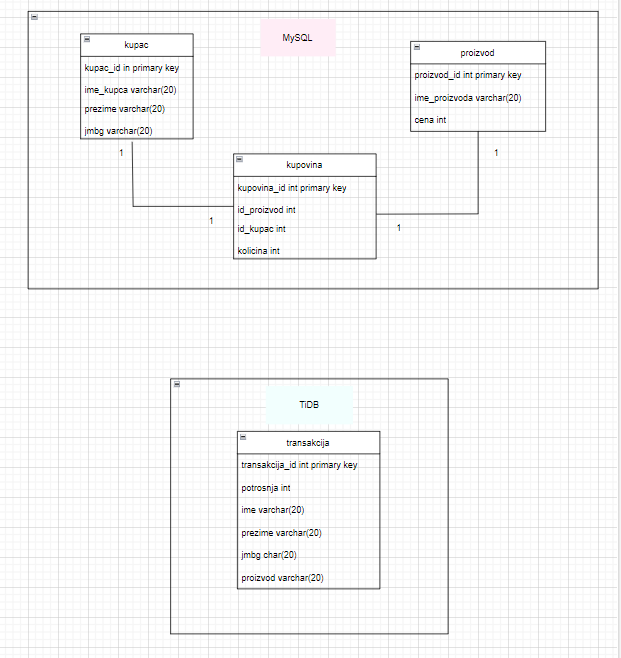 MySQL
kupac
kupac_id in primary key
ime_kupca varchar(20)
prezime varchar(20)
jmbg varchar(20)
proizvod
proizvod_id int primary key
ime_proizvoda varchar(20)
cena int
1
1
kupovina
kupovina_id int primary key
id_proizvod int
id_kupac int
kolicina int
1
1
TiDB
transakcija
transakcija_id int primary key
potrosnja int
ime varchar(20)
prezime varchar(20)
jmbg char(20)
proizvod varchar(20)